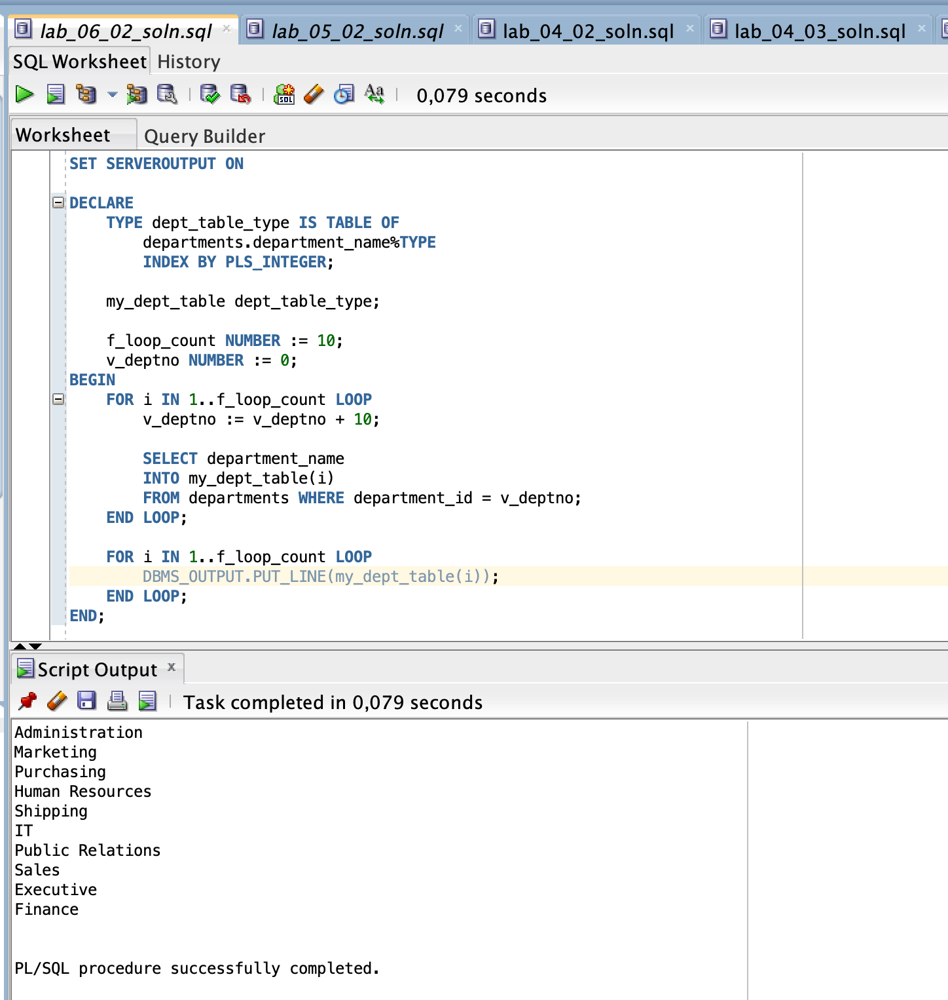 lab_06_02_soln.sql lab_05_02_soln.sql lab_04_02_soln.sql lab_04_03_soln.sql
SQL Worksheet History
0,079 seconds
Worksheet Query Builder
SET SERVEROUTPUT ON
DECLARE
    TYPE dept_table_type IS TABLE OF
        departments.department_name%TYPE
        INDEX BY PLS_INTEGER;
    my_dept_table dept_table_type;
    f_loop_count NUMBER := 10;
    v_deptno NUMBER := 0;
BEGIN
    FOR i IN 1..f_loop_count LOOP
        v_deptno := v_deptno + 10;
        SELECT department_name
        INTO my_dept_table(i)
        FROM departments WHERE department_id = v_deptno;
    END LOOP;
    FOR i IN 1..f_loop_count LOOP
        DBMS_OUTPUT.PUT_LINE(my_dept_table(i));
    END LOOP;
END;
Script Output
Task completed in 0,079 seconds
Administration
Marketing
Purchasing
Human Resources
Shipping
IT
Public Relations
Sales
Executive
Finance
PL/SQL procedure successfully completed.